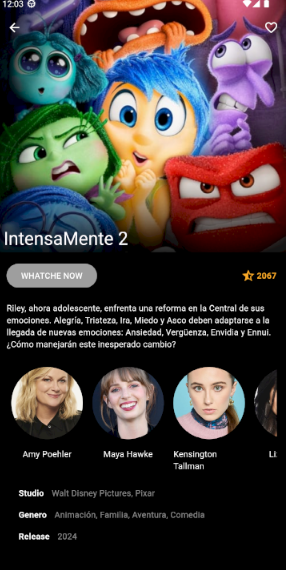 12:03
IntensaMente 2
WHATCHE NOW
2067
Riley, ahora adolescente, enfrenta una reforma en la Central de sus
emociones. Alegría, Tristeza, Ira, Miedo y Asco deben adaptarse a la
llegada de nuevas emociones: Ansiedad, Vergüenza, Envidia y Ennui.
¿Cómo manejarán este inesperado cambio?
Amy Poehler
Maya Hawke
Kensington
Tallman
Studio Walt Disney Pictures, Pixar
Genero Animación, Familia, Aventura, Comedia
Release 2024